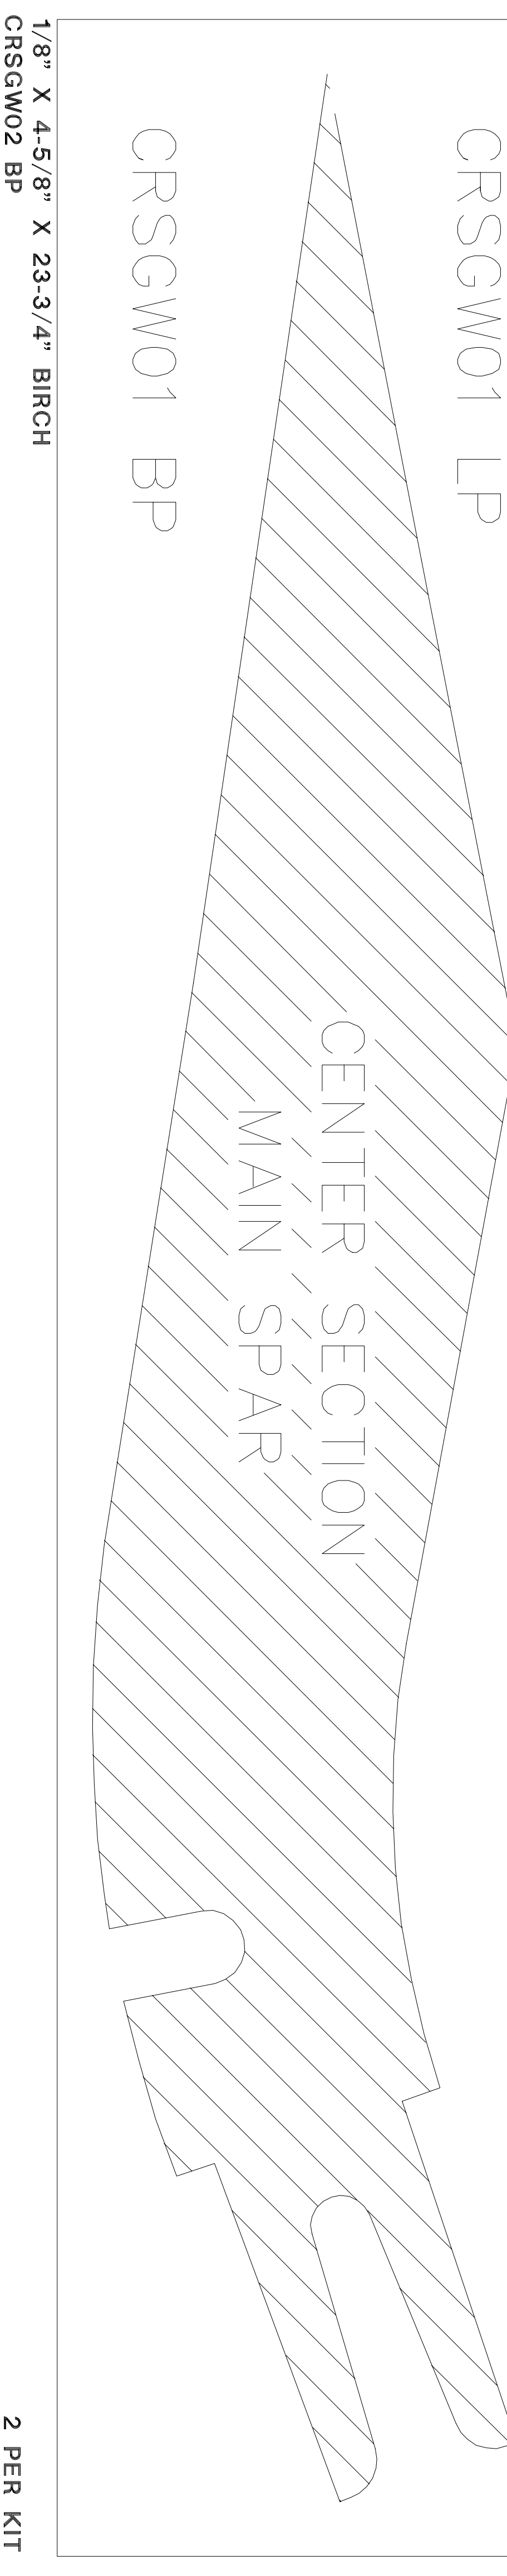 CRSGW01 LP
CRSGW01 BP
CENTER SECTION
MAIN SPAR
1/8" X 4-5/8" X 23-3/4" BIRCH
CRSGW02 BP
2 PER KIT